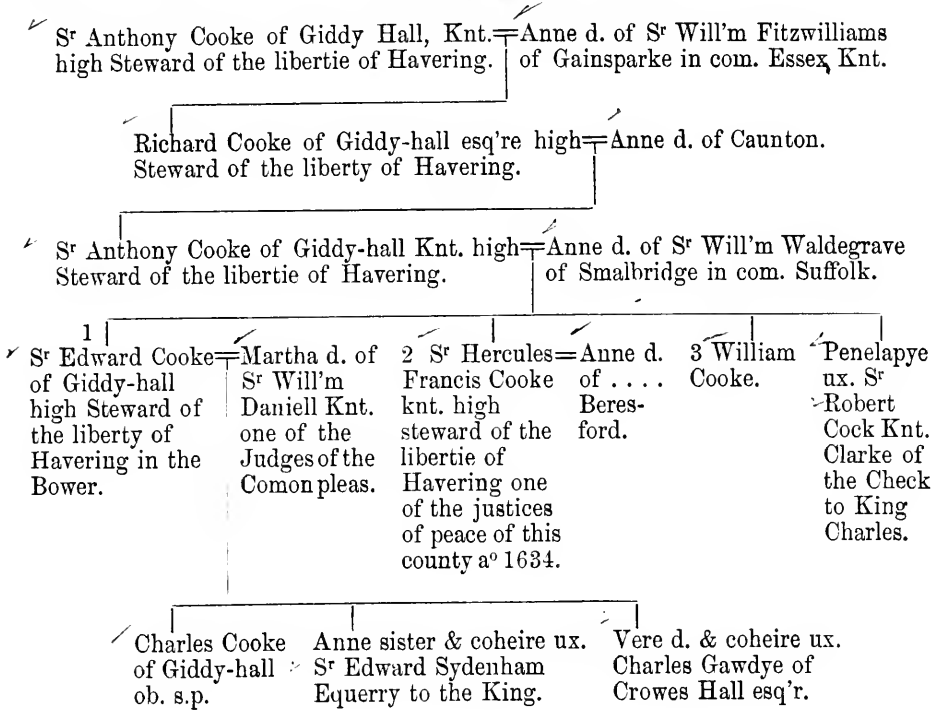 Sr Anthony Cooke of Giddy Hall, Knt.=Anne d. of Sr Will'm Fitzwilliams
high Steward of the libertie of Havering. of Gainsparke in com. Essex Knt.
Richard Cooke of Giddy-hall esq're high=Anne d. of Caunton.
Steward of the liberty of Havering.
Sr Anthony Cooke of Giddy-hall Knt. high=Anne d. of Sr Will'm Waldegrave
Steward of the libertie of Havering. of Smalbridge in com. Suffolk.
1
Sr Edward Cooke=
of Giddy-hall
high Steward of
the liberty of
Havering in the
Bower.
Martha d. of
Sr Will'm
Daniell Knt.
one of the
Judges of the
Comon pleas.
2 Sr Hercules=
Francis Cooke
knt. high
steward of the
libertie of
Havering one
of the justices
of peace of this
county ao 1634.
Anne d.
of ....
Beres-
ford.
3 William
Cooke.
Penelapye
ux. Sr
Robert
Cock Knt.
Clarke of
the Check
to King
Charles.
Charles Cooke
of Giddy-hall
ob. s.p.
Anne sister & coheire ux.
Sr Edward Sydenham
Equerry to the King.
Vere d. & coheire ux.
Charles Gawdye of
Crowes Hall esq'r.